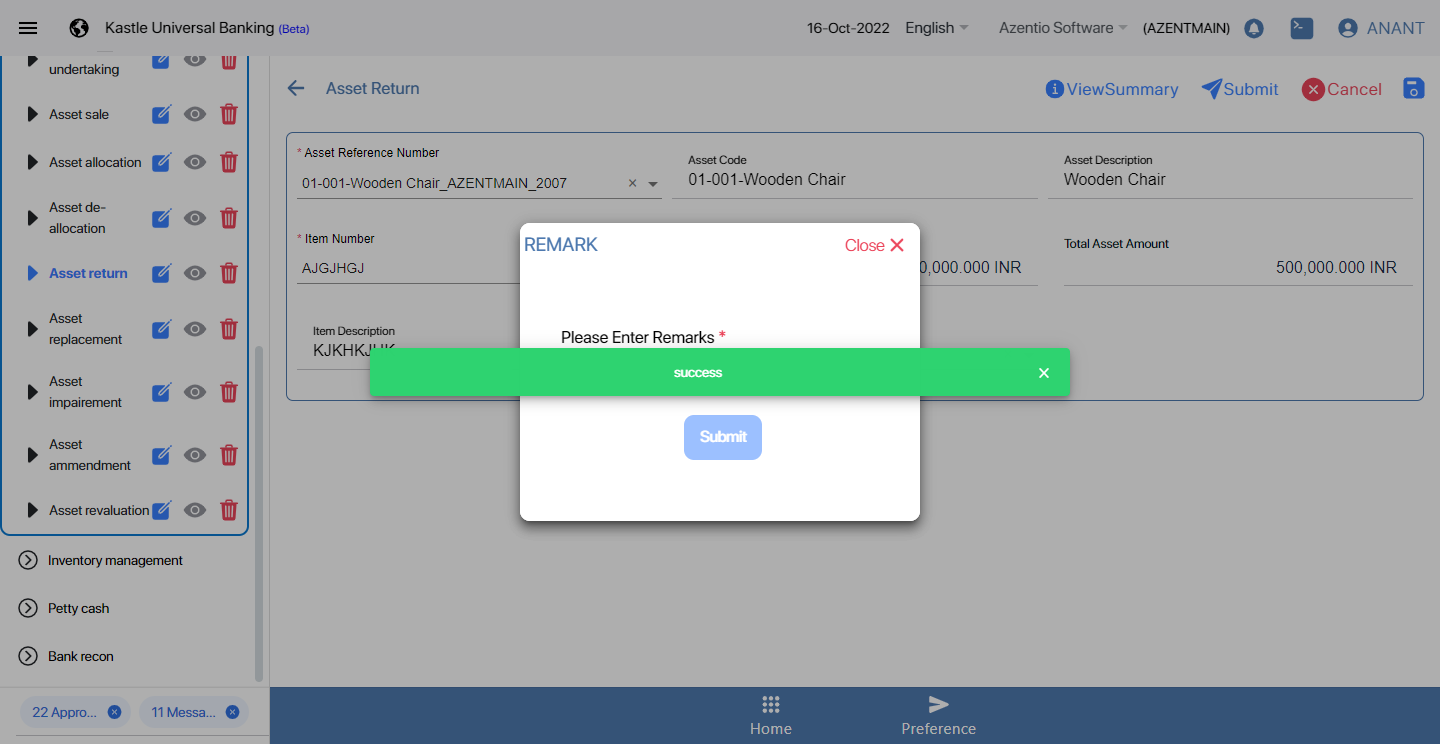 Kastle Universal Banking (Beta)
16-Oct-2022
English
Azentio Software
(AZENTMAIN)
ANANT
undertaking
Asset sale
Asset allocation
Asset de-
allocation
Asset return
Asset
replacement
Asset
impairement
Asset
ammendment
Asset revaluation
Inventory management
Petty cash
Bank recon
22 Appro...
11 Messa...
Asset Return
ViewSummary
Submit
Cancel
* Asset Reference Number
01-001-Wooden Chair_AZENTMAIN_2007
Asset Code
01-001-Wooden Chair
Asset Description
Wooden Chair
* Item Number
AJGJHGJ
0,000.000 INR
Total Asset Amount
500,000.000 INR
Item Description
KJKHKJHK
REMARK
Close
Please Enter Remarks *
success
Submit
Home
Preference